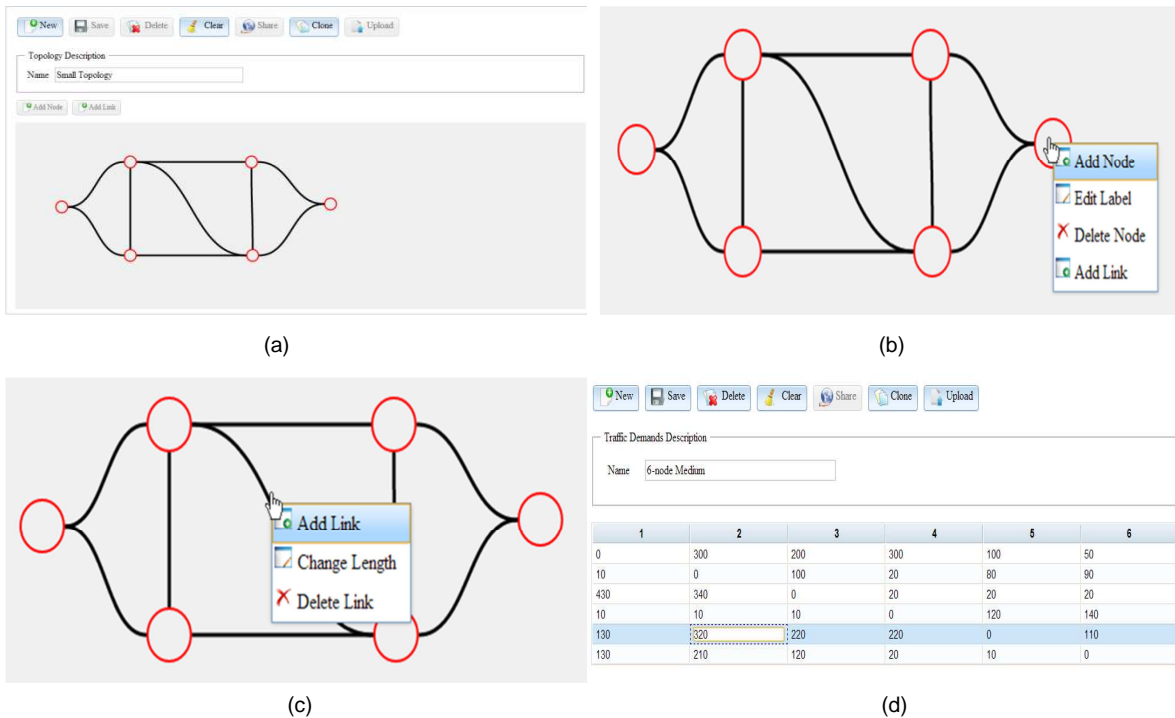 New Save Delete Clear Share Clone Upload
Topology Description
Name Small Topology
Add Node Add Link
(a)
Add Node
Edit Label
Delete Node
Add Link
(b)
Add Link
Change Length
Delete Link
(c)
New Save Delete Clear Share Clone Upload
Traffic Demands Description
Name 6-node Medium
1 2 3 4 5 6
0 300 200 300 100 50
10 0 100 20 80 90
430 340 0 20 20 20
10 10 10 0 120 140
130 320 220 220 0 110
130 210 120 20 10 0
(d)